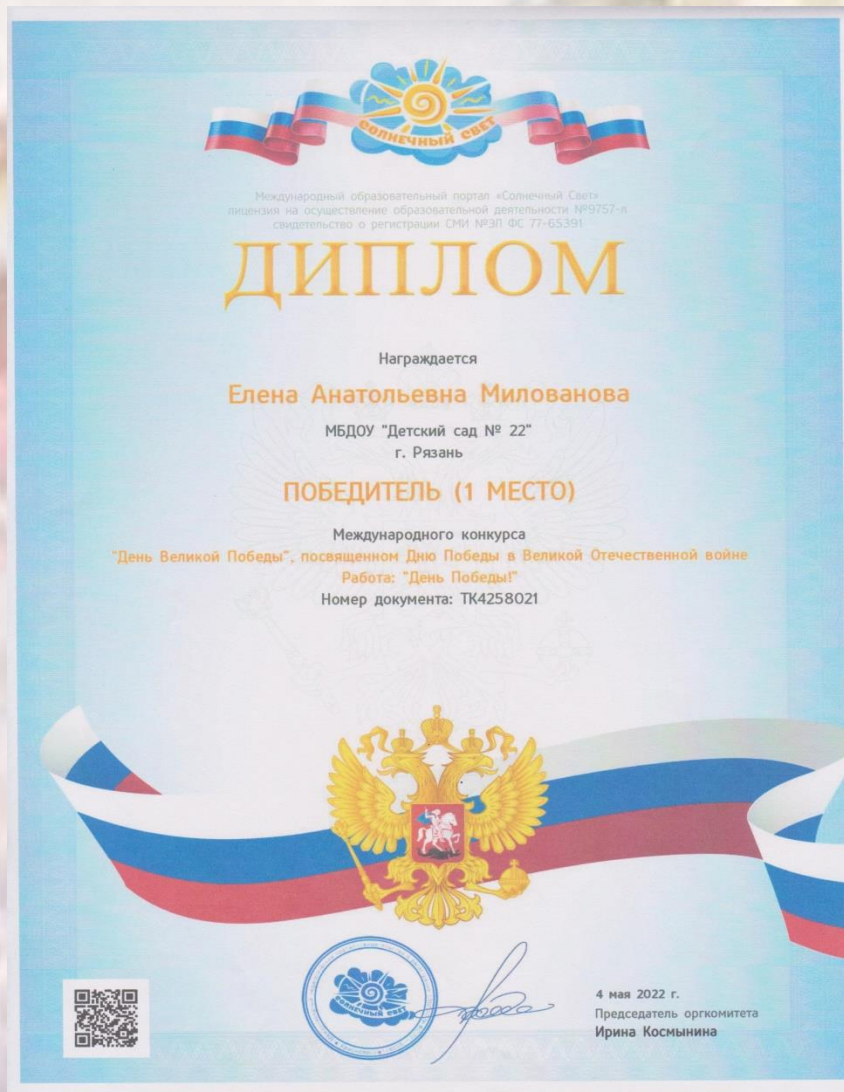 СОЛНЕЧНЫЙ СВЕТ
Международный образовательный портал «Солнечный Свет»
лицензия на осуществление образовательной деятельности №9757-л
свидетельство о регистрации СМИ №ЭЛ ФС 77-65391
ДИПЛОМ
Награждается
Елена Анатольевна Милованова
МБДОУ "Детский сад № 22"
г. Рязань
ПОБЕДИТЕЛЬ (1 МЕСТО)
Международного конкурса
"День Великой Победы", посвященном Дню Победы в Великой Отечественной войне
Работа: "День Победы!"
Номер документа: ТК4258021
СОЛНЕЧНЫЙ СВЕТ
4 мая 2022 г.
Председатель оргкомитета
Ирина Космынина